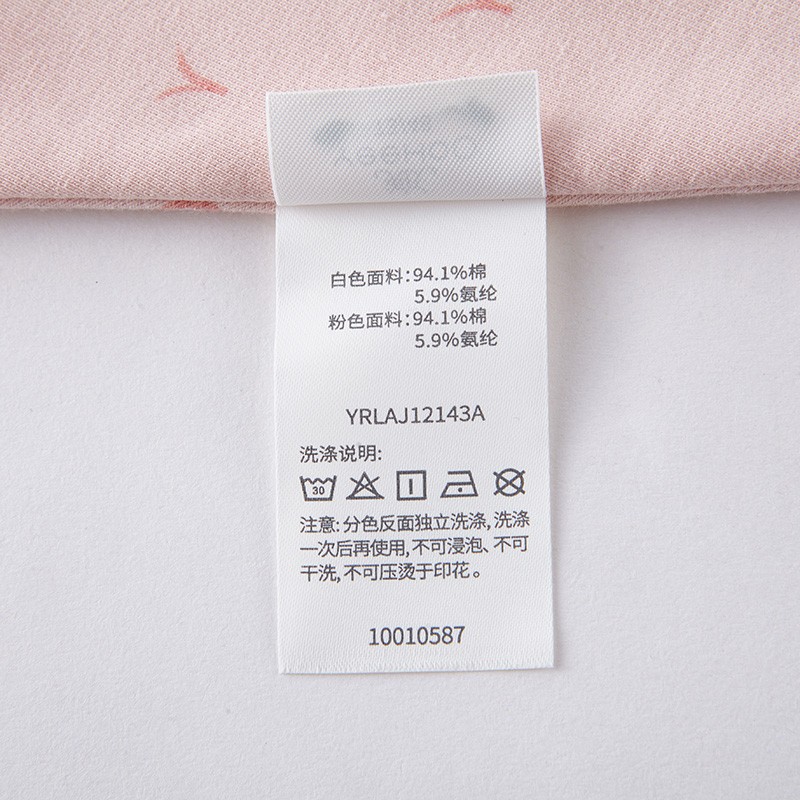 白色面料:94.1%棉
5.9%氨纶
粉色面料:94.1%棉
5.9%氨纶
YRLAJ12143A
洗涤说明:
30
注意:分色反面独立洗涤,洗涤
一次后再使用,不可浸泡、不可
干洗,不可压烫于印花。
10010587